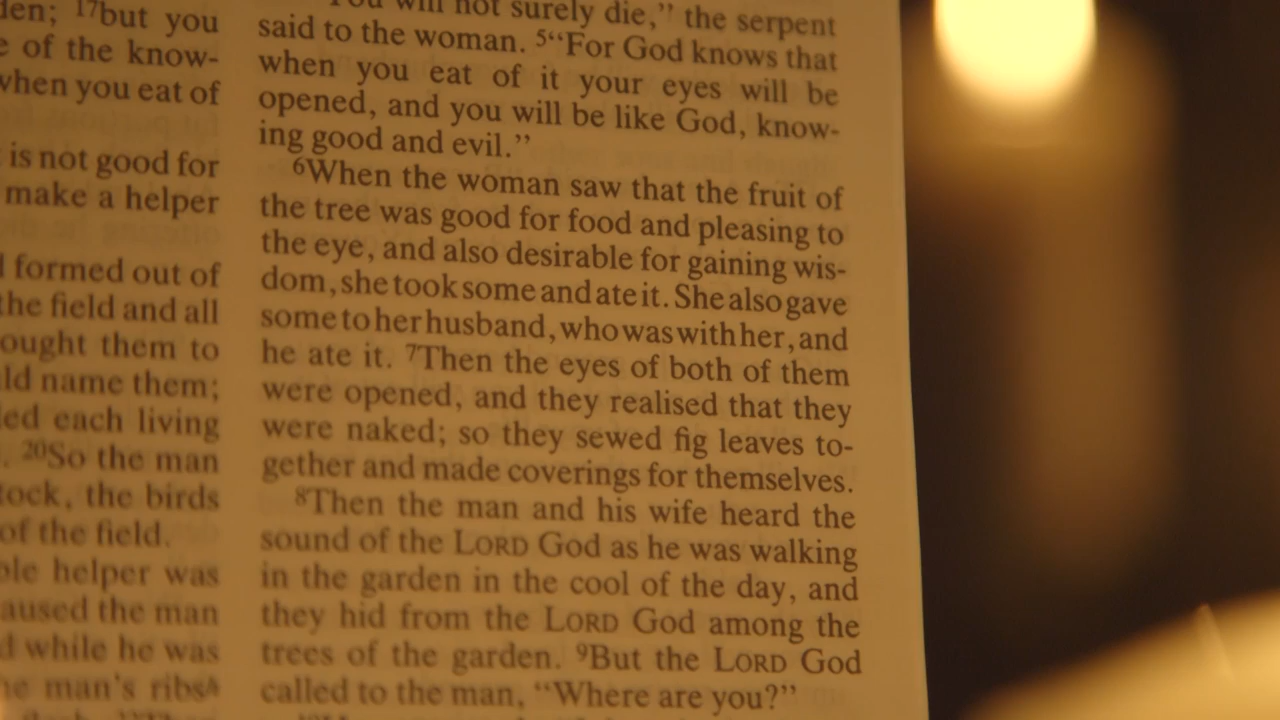 den; 17but you
e of the know-
when you eat of
is not good for
make a helper
formed out of
the field and all
ought them to
ld name them;
led each living
. 20So the man
tock, the birds
of the field.
ble helper was
aused the man
d while he was
he man's ribsh
You will not surely die,” the serpent
said to the woman. 5“For God knows that
when you eat of it your eyes will be
opened, and you will be like God, know-
ing good and evil.”
6When the woman saw that the fruit of
the tree was good for food and pleasing to
the eye, and also desirable for gaining wis-
dom, she took some and ate it. She also gave
some to her husband, who was with her, and
he ate it. 7Then the eyes of both of them
were opened, and they realised that they
were naked; so they sewed fig leaves to-
gether and made coverings for themselves.
8Then the man and his wife heard the
sound of the LORD God as he was walking
in the garden in the cool of the day, and
they hid from the LORD God among the
trees of the garden. 9But the LORD God
called to the man, “Where are you?”